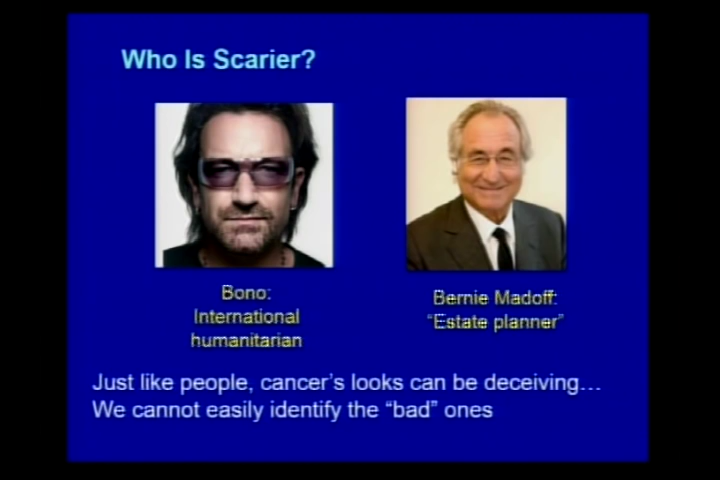 Who Is Scarier?
Bono:
International
humanitarian
Bernie Madoff:
“Estate planner”
Just like people, cancer’s looks can be deceiving…
We cannot easily identify the “bad” ones